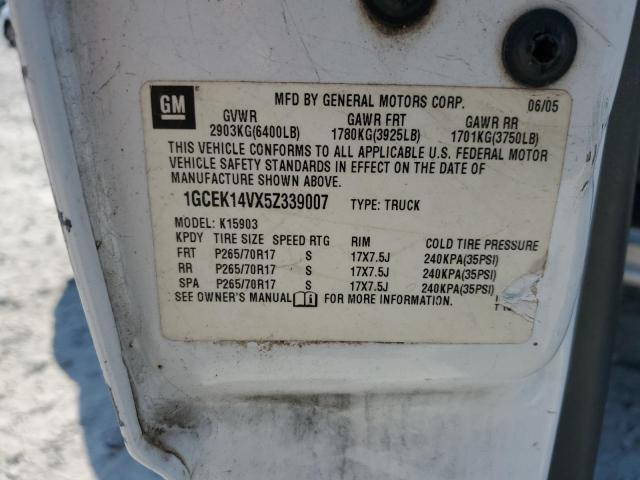 GM
MFD BY GENERAL MOTORS CORP. 06/05
GVWR GAWR FRT GAWR RR
2903KG(6400LB) 1780KG(3925LB) 1701KG(3750LB)
THIS VEHICLE CONFORMS TO ALL APPLICABLE U.S. FEDERAL MOTOR
VEHICLE SAFETY STANDARDS IN EFFECT ON THE DATE OF
MANUFACTURE SHOWN ABOVE.
1GCEK14VX5Z339007 TYPE: TRUCK
MODEL: K15903
KPDY TIRE SIZE SPEED RTG RIM COLD TIRE PRESSURE
FRT P265/70R17 S 17X7.5J 240KPA(35PSI)
RR P265/70R17 S 17X7.5J 240KPA(35PSI)
SPA P265/70R17 S 17X7.5J 240KPA(35PSI)
SEE OWNER'S MANUAL FOR MORE INFORMATION.